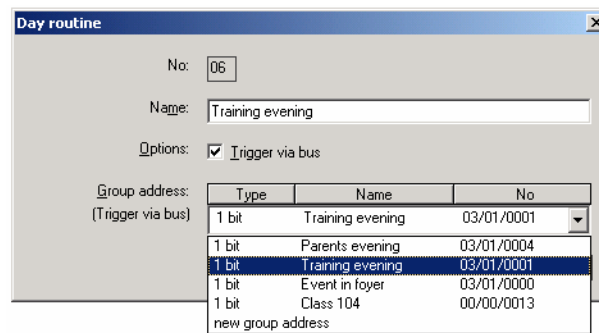 Day routine
No: 06
Name: Training evening
Options: Trigger via bus
Group address: Type Name No
(Trigger via bus) 1 bit Training evening 03/01/0001
1 bit Parents evening 03/01/0004
1 bit Training evening 03/01/0001
1 bit Event in foyer 03/01/0000
1 bit Class 104 00/00/0013
new group address